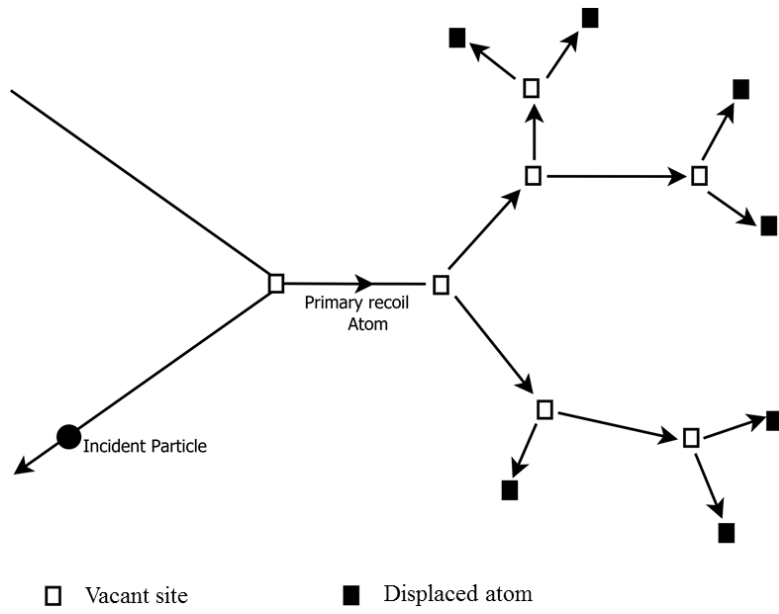 Primary recoil
Atom
Incident Particle
Vacant site
Displaced atom